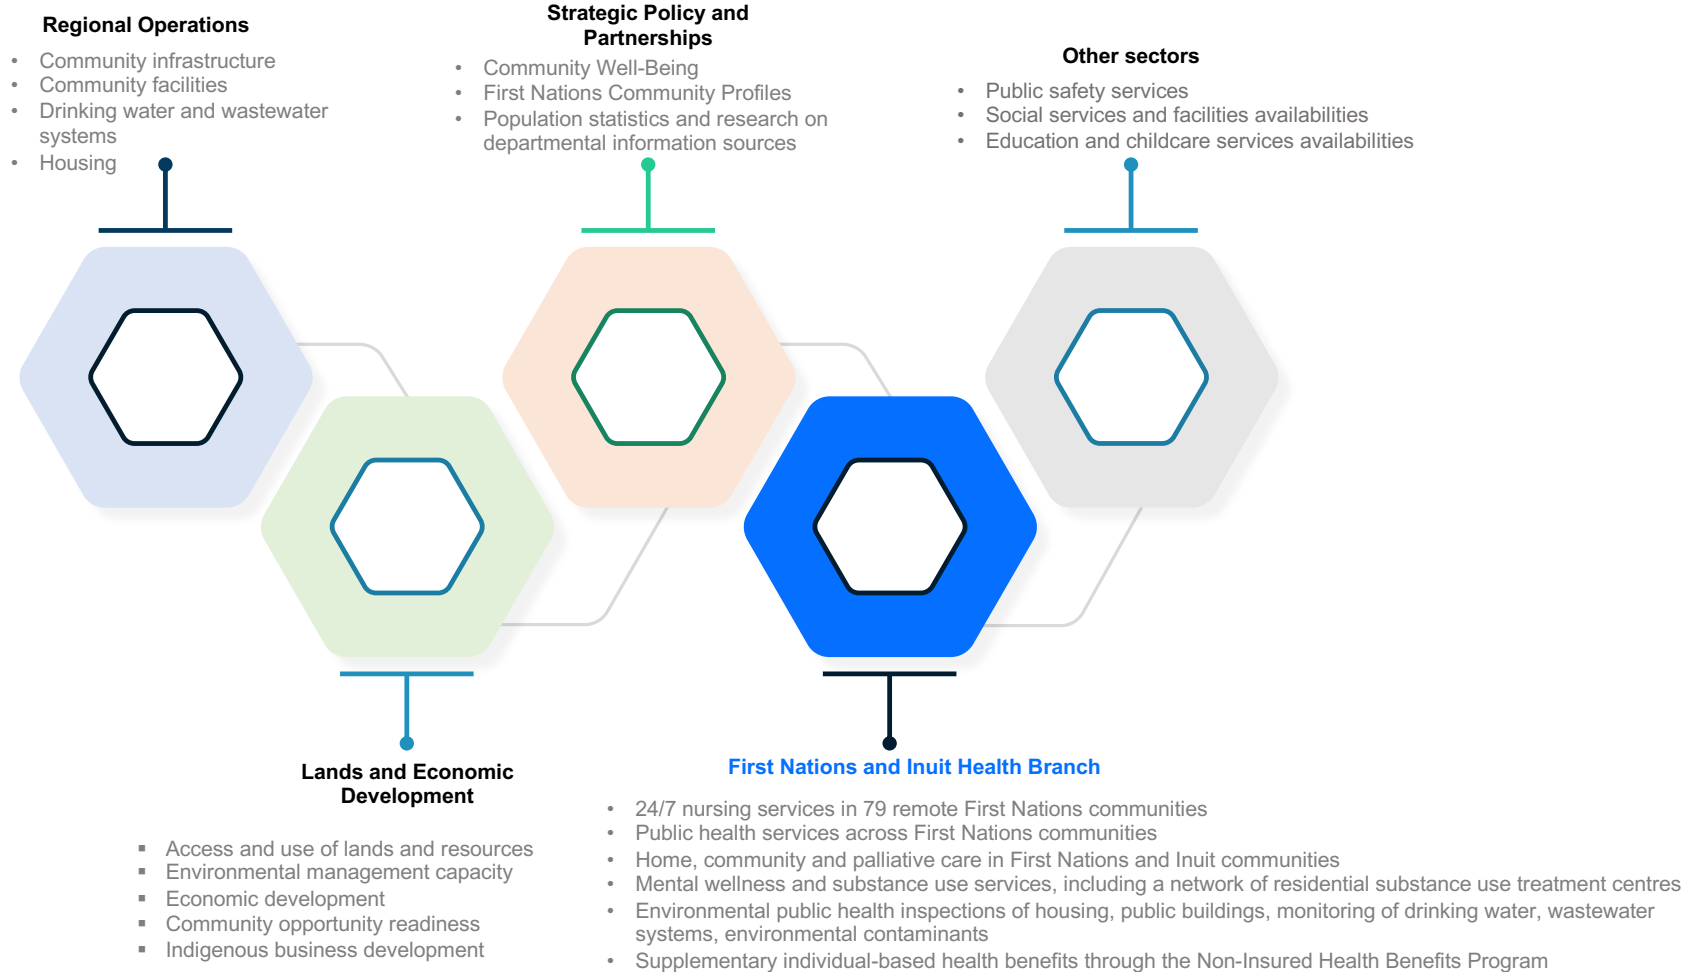 Regional Operations
• Community infrastructure
• Community facilities
• Drinking water and wastewater
systems
• Housing
Strategic Policy and
Partnerships
• Community Well-Being
• First Nations Community Profiles
• Population statistics and research on
departmental information sources
Other sectors
• Public safety services
• Social services and facilities availabilities
• Education and childcare services availabilities
Lands and Economic
Development
▪ Access and use of lands and resources
▪ Environmental management capacity
▪ Economic development
▪ Community opportunity readiness
▪ Indigenous business development
First Nations and Inuit Health Branch
• 24/7 nursing services in 79 remote First Nations communities
• Public health services across First Nations communities
• Home, community and palliative care in First Nations and Inuit communities
• Mental wellness and substance use services, including a network of residential substance use treatment centres
• Environmental public health inspections of housing, public buildings, monitoring of drinking water, wastewater
systems, environmental contaminants
• Supplementary individual-based health benefits through the Non-Insured Health Benefits Program